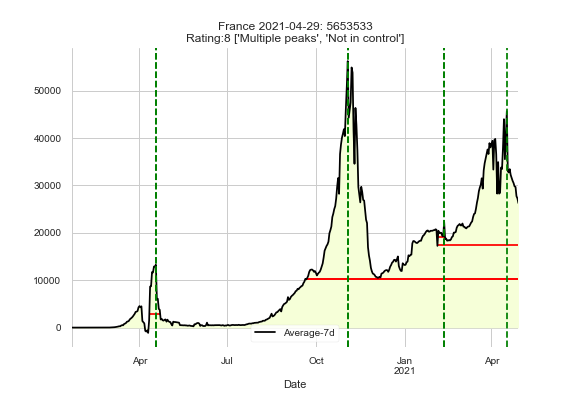 France 2021-04-29: 5653533
Rating:8 ['Multiple peaks', 'Not in control']
50000
40000
30000
20000
10000
0
Average-7d
Apr
Jul
Oct
Jan
2021
Apr
Date